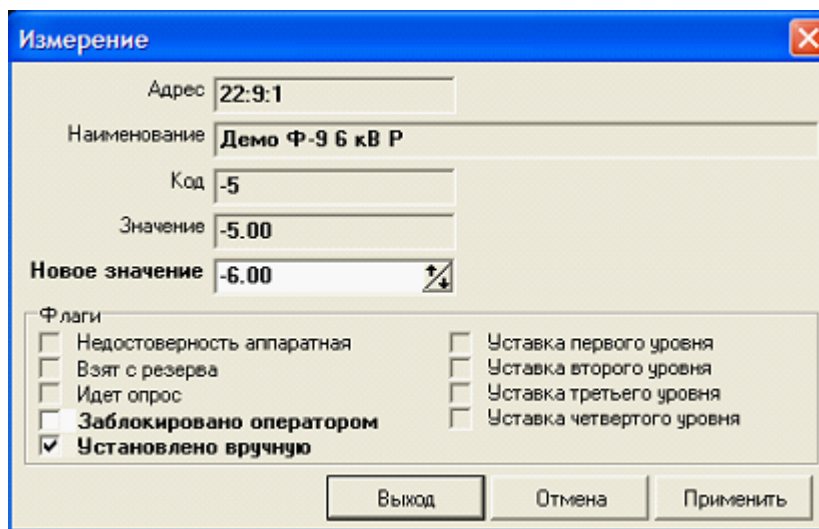 Измерение
Адрес 22:9:1
Наименование Демо Ф-9 6 кВ Р
Код -5
Значение -5.00
Новое значение -6.00
Флаги
Недостоверность аппаратная Уставка первого уровня
Взят с резерва Уставка второго уровня
Идет опрос Уставка третьего уровня
Заблокировано оператором Уставка четвертого уровня
Установлено вручную
Выход Отмена Применить